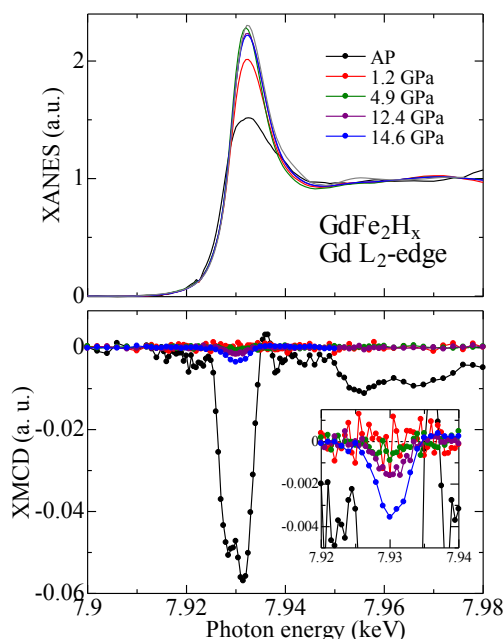 XANES (a.u.)
2
1
0
AP
1.2 GPa
4.9 GPa
12.4 GPa
14.6 GPa
GdFe₂Hₓ
Gd L₂-edge
XMCD (a. u.)
0
-0.02
-0.04
-0.06
0
-0.002
-0.004
7.92
7.93
7.94
7.9
7.92
7.94
7.96
7.98
Photon energy (keV)